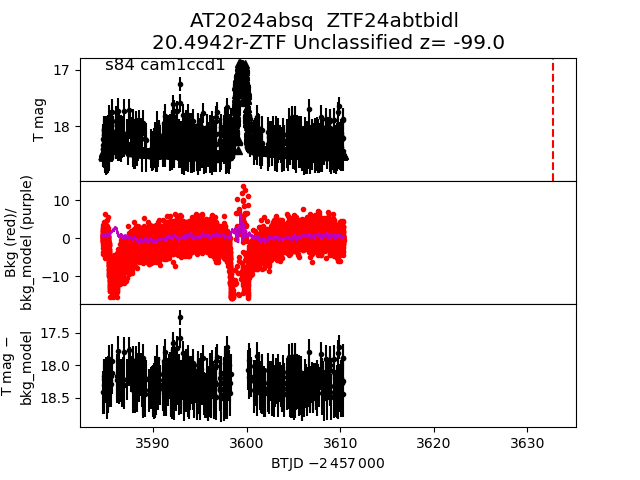 AT2024absq  ZTF24abtbidl
20.4942r-ZTF Unclassified z= -99.0
s84 cam1ccd1
T mag
17
18
Bkg (red)/
bkg_model (purple)
10
0
−10
T mag −
bkg_model
17.5
18.0
18.5
3590
3600
3610
3620
3630
BTJD −2 457 000